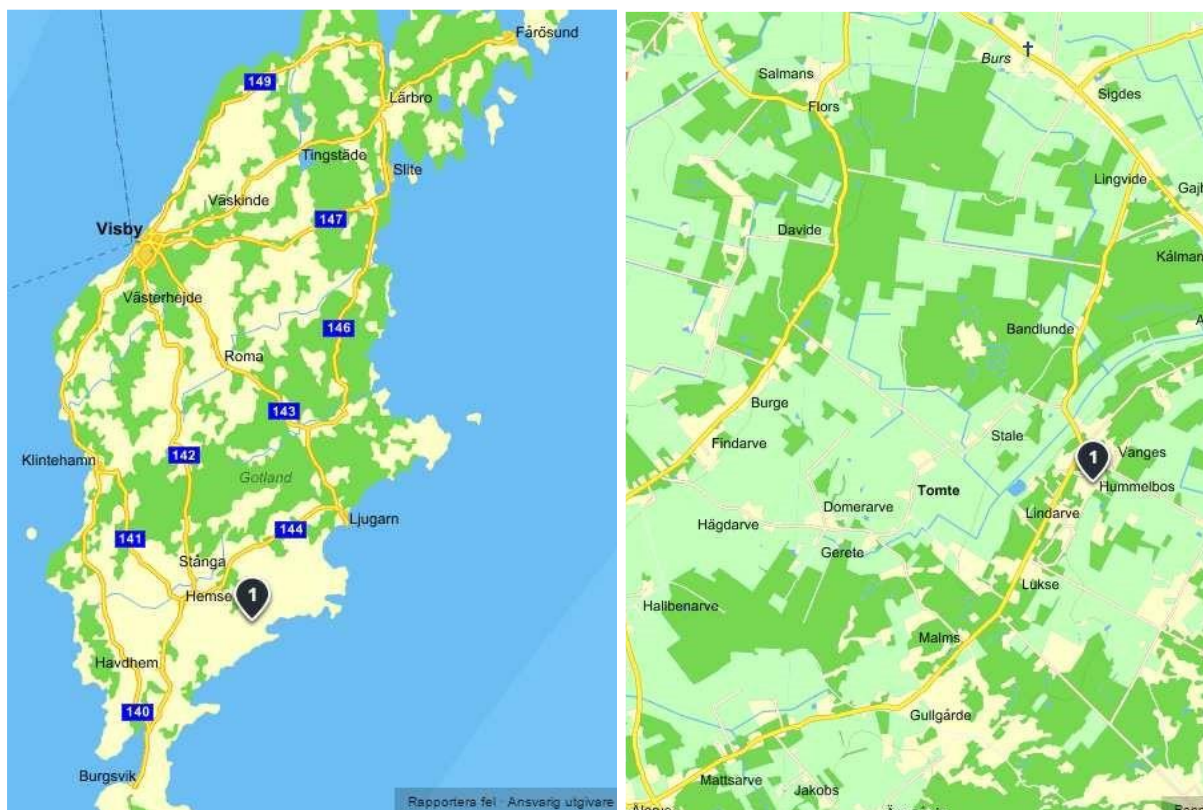 Fårösund
149
Lärbro
Tingstäde
Slite
Väskinde
147
Visby
Västerhejde
146
Roma
143
142
Klintehamn
Gotland
Ljugarn
144
141
Stånga
Hemse
1
Havdhem
140
Burgsvik
Rapportera fel · Ansvarig utgivare
Burs
Salmans
Sigdes
Flors
Lingvide
Davide
Bandlunde
Burge
Stale
Findarve
Vanges
1
Tomte
Hummelbos
Domerarve
Lindarve
Hägdarve
Gerete
Lukse
Hallbenarve
Malms
Gullgårde
Mattsarve
Jakobs